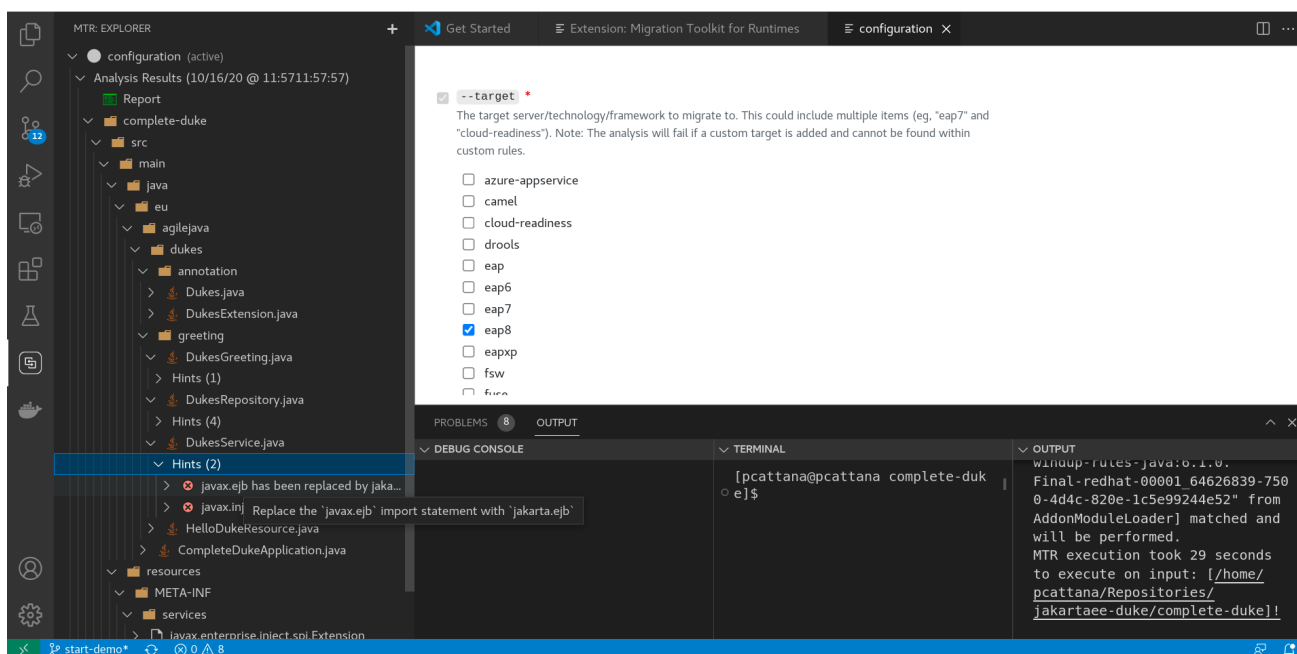 MTR: EXPLORER
configuration (active)
Analysis Results (10/16/20 @ 11:5711:57:57)
Report
complete-duke
src
main
java
eu
agilejava
dukes
annotation
Dukes.java
DukesExtension.java
greeting
DukesGreeting.java
Hints (1)
DukesRepository.java
Hints (4)
DukesService.java
Hints (2)
javax.ejb has been replaced by jaka...
javax.inj
Replace the `javax.ejb` import statement with `jakarta.ejb`
HelloDukeResource.java
CompleteDukeApplication.java
resources
META-INF
services
javax.enterprise.inject.spi.Extension
12
Get Started
Extension: Migration Toolkit for Runtimes
configuration
--target *
The target server/technology/framework to migrate to. This could include multiple items (eg, "eap7" and
"cloud-readiness"). Note: The analysis will fail if a custom target is added and cannot be found within
custom rules.
azure-appservice
camel
cloud-readiness
drools
eap
eap6
eap7
eap8
eapxp
fsw
fuse
PROBLEMS 8 OUTPUT
DEBUG CONSOLE
TERMINAL
[pcattana@pcattana complete-duk
e]$
OUTPUT
windup-rules-java:6.1.0.
Final-redhat-00001_64626839-750
0-4d4c-820e-1c5e99244e52" from
AddonModuleLoader] matched and
will be performed.
MTR execution took 29 seconds
to execute on input: [/home/
pcattana/Repositories/
jakartaee-duke/complete-duke]!
start-demo* 0 8